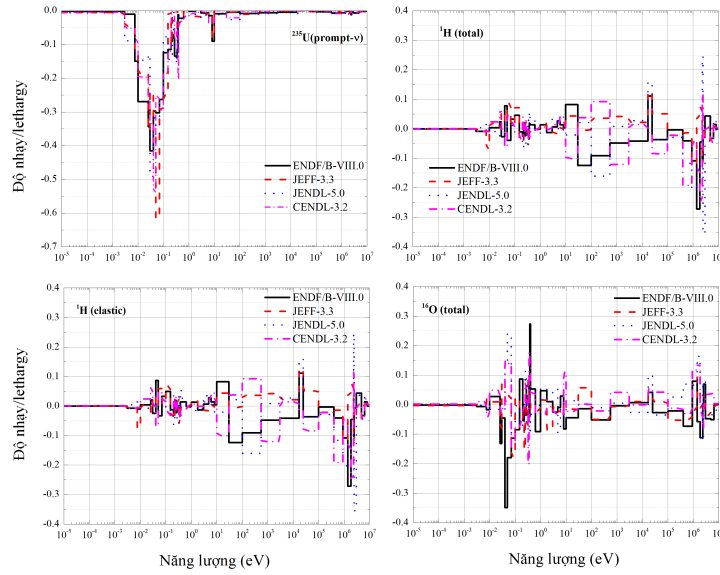 0.0
-0.1
-0.2
-0.3
-0.4
-0.5
-0.6
-0.7
²³⁵U(prompt-ν)
ENDF/B-VIII.0
JEFF-3.3
JENDL-5.0
CENDL-3.2
10⁻⁵ 10⁻⁴ 10⁻³ 10⁻² 10⁻¹ 10⁰ 10¹ 10² 10³ 10⁴ 10⁵ 10⁶ 10⁷
Độ nhạy/lethargy
0.4
0.3
0.2
0.1
0.0
-0.1
-0.2
-0.3
-0.4
¹H (total)
ENDF/B-VIII.0
JEFF-3.3
JENDL-5.0
CENDL-3.2
10⁻⁵ 10⁻⁴ 10⁻³ 10⁻² 10⁻¹ 10⁰ 10¹ 10² 10³ 10⁴ 10⁵ 10⁶ 10⁷
0.4
0.3
0.2
0.1
0.0
-0.1
-0.2
-0.3
-0.4
¹H (elastic)
ENDF/B-VIII.0
JEFF-3.3
JENDL-5.0
CENDL-3.2
10⁻⁵ 10⁻⁴ 10⁻³ 10⁻² 10⁻¹ 10⁰ 10¹ 10² 10³ 10⁴ 10⁵ 10⁶ 10⁷
Độ nhạy/lethargy
Năng lượng (eV)
0.4
0.3
0.2
0.1
0.0
-0.1
-0.2
-0.3
-0.4
¹⁶O (total)
ENDF/B-VIII.0
JEFF-3.3
JENDL-5.0
CENDL-3.2
10⁻⁵ 10⁻⁴ 10⁻³ 10⁻² 10⁻¹ 10⁰ 10¹ 10² 10³ 10⁴ 10⁵ 10⁶ 10⁷
Năng lượng (eV)